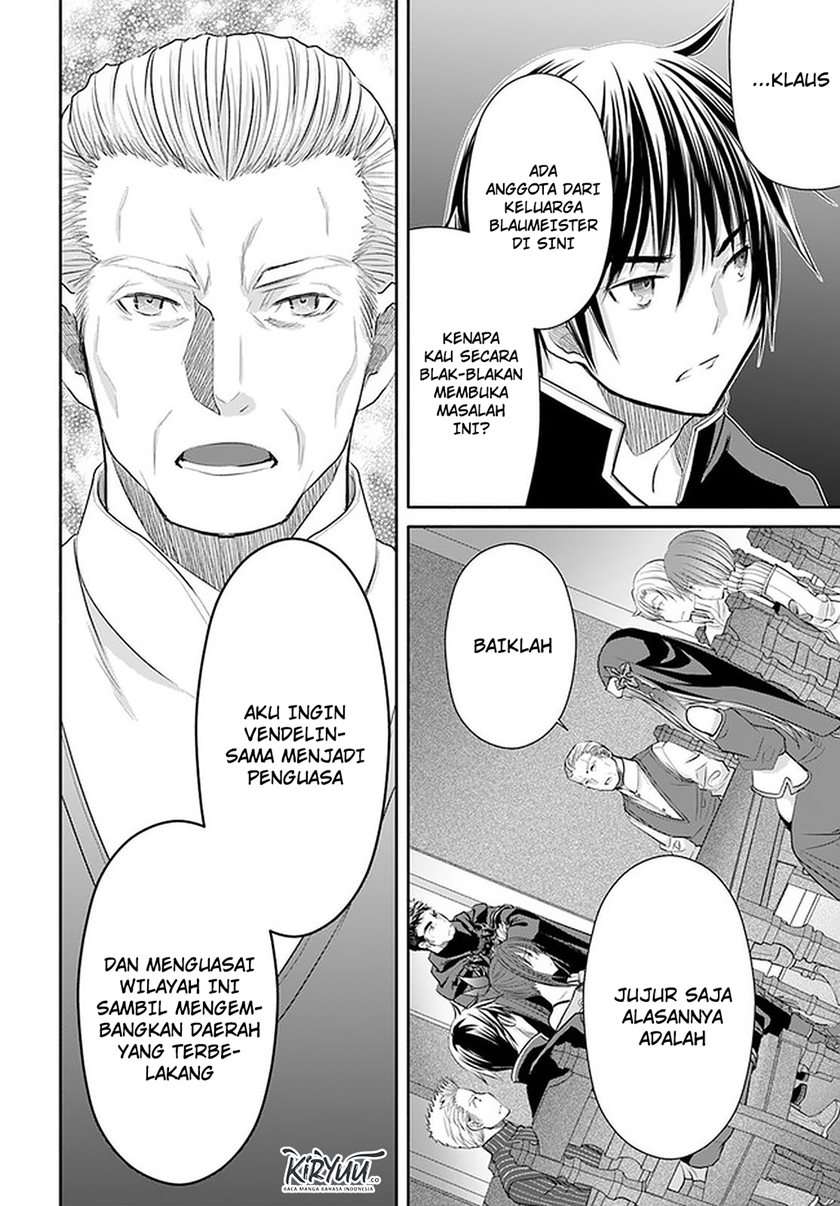 ...KLAUS
ADA
ANGGOTA DARI
KELUARGA
BLAUMEISTER
DI SINI
KENAPA
KAU SECARA
BLAK-BLAKAN
MEMBUKA
MASALAH
INI?
BAIKLAH
JUJUR SAJA
ALASANNYA
ADALAH
AKU INGIN
VENDELIN-
SAMA MENJADI
PENGUASA
DAN MENGUASAI
WILAYAH INI
SAMBIL MENGEM-
BANGKAN DAERAH
YANG TERBE-
LAKANG
KIRYUU.CO
BACA MANGA BAHASA INDONESIA